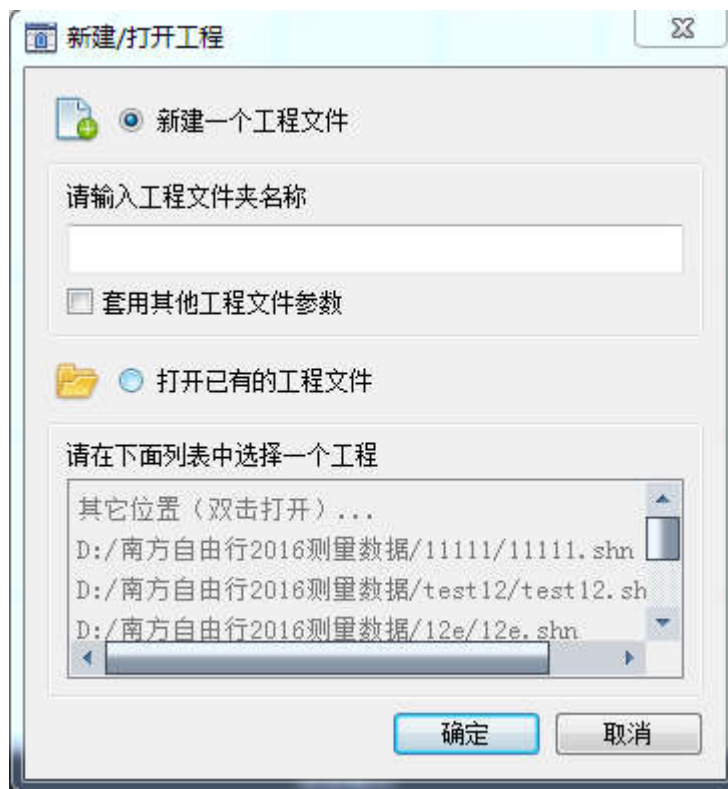 新建/打开工程
新建一个工程文件
请输入工程文件夹名称
套用其他工程文件参数
打开已有的工程文件
请在下面列表中选择一个工程
其它位置（双击打开）...
D:/南方自由行2016测量数据/11111/11111.shn
D:/南方自由行2016测量数据/test12/test12.sh
D:/南方自由行2016测量数据/12e/12e.shn
确定 取消